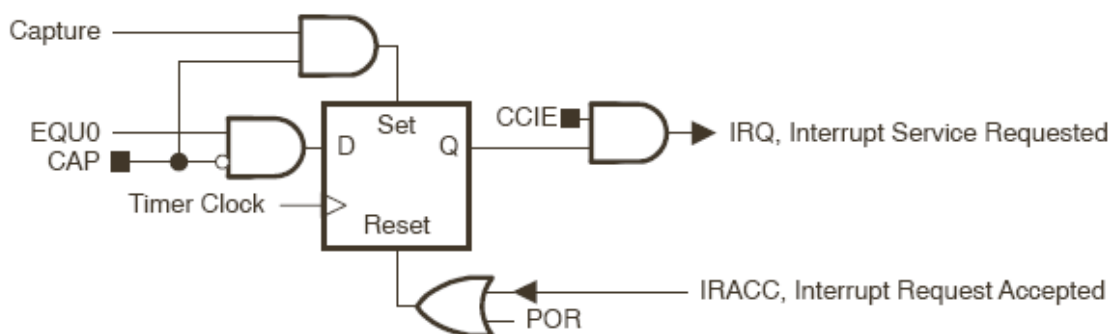 Capture
EQU0
CAP
Timer Clock
Set
D
Q
Reset
CCIE
IRQ, Interrupt Service Requested
IRACC, Interrupt Request Accepted
POR